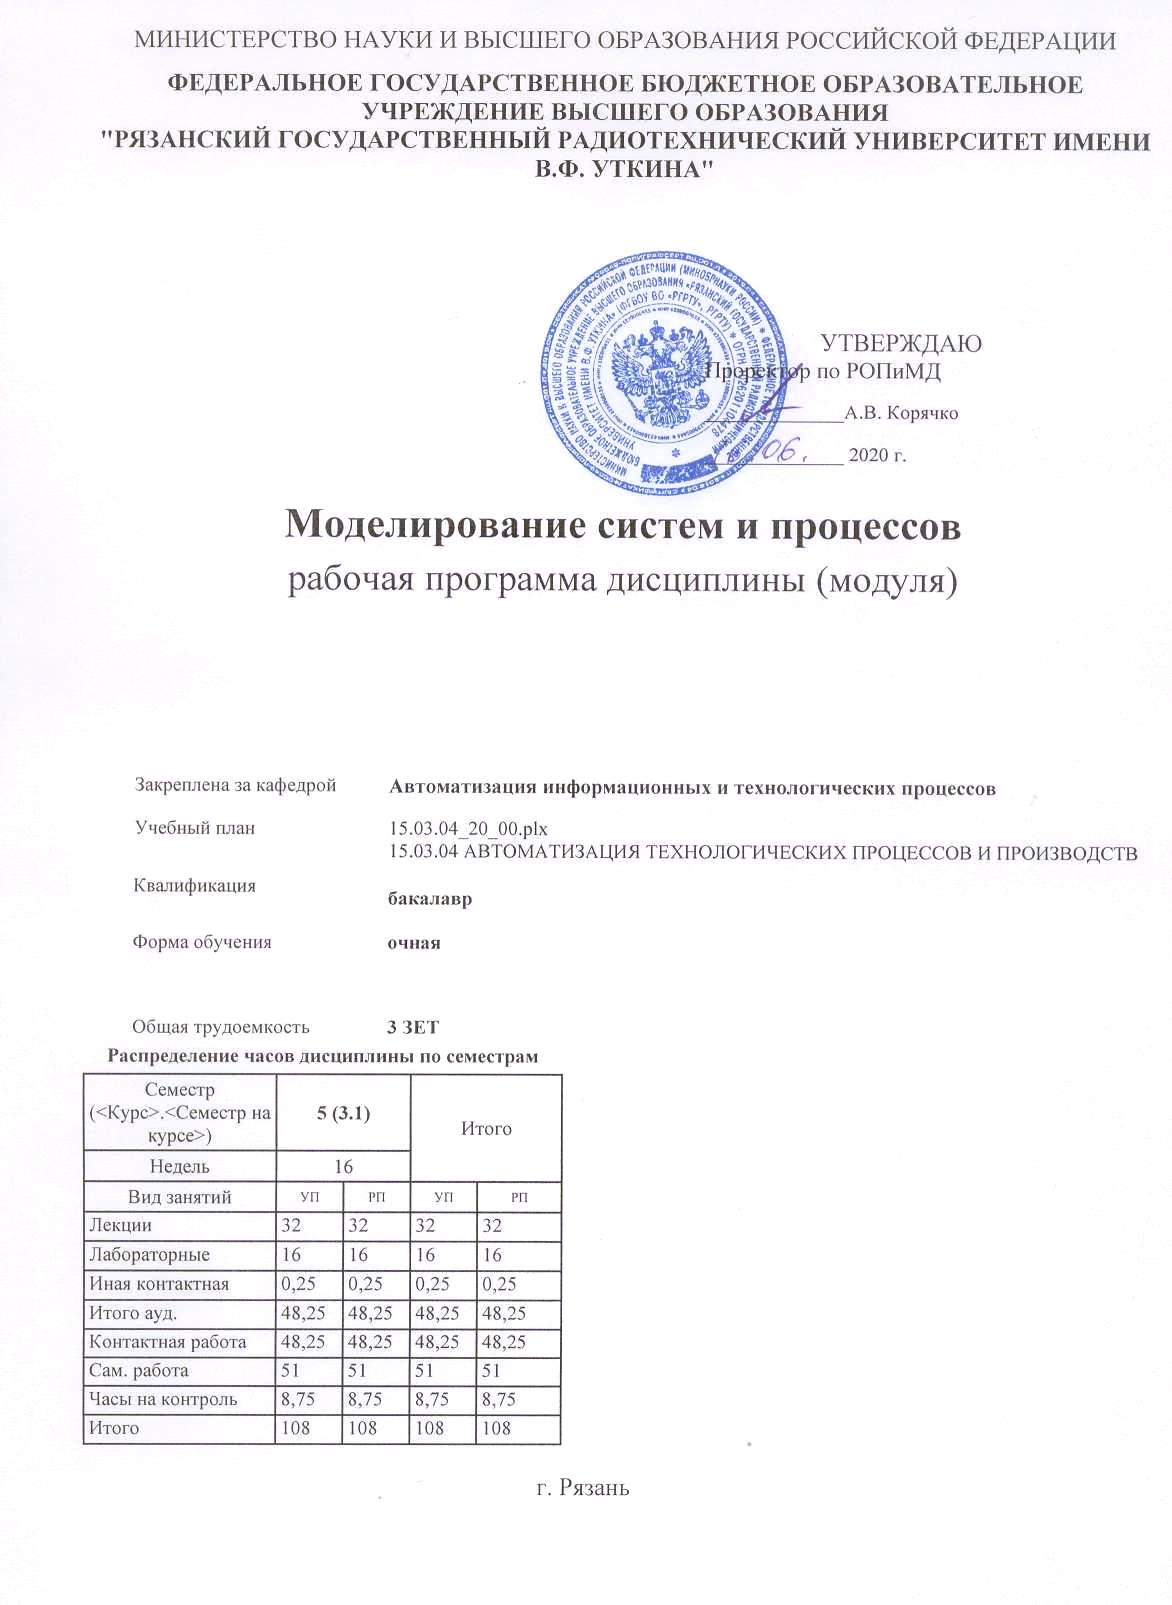 МИНИСТЕРСТВО НАУКИ И ВЫСШЕГО ОБРАЗОВАНИЯ РОССИЙСКОЙ ФЕДЕРАЦИИ
ФЕДЕРАЛЬНОЕ ГОСУДАРСТВЕННОЕ БЮДЖЕТНОЕ ОБРАЗОВАТЕЛЬНОЕ
УЧРЕЖДЕНИЕ ВЫСШЕГО ОБРАЗОВАНИЯ
"РЯЗАНСКИЙ ГОСУДАРСТВЕННЫЙ РАДИОТЕХНИЧЕСКИЙ УНИВЕРСИТЕТ ИМЕНИ
В.Ф. УТКИНА"
УТВЕРЖДАЮ
Проректор по РОПиМД
А.В. Корячко
06. 2020 г.
Моделирование систем и процессов
рабочая программа дисциплины (модуля)
Закреплена за кафедрой Автоматизация информационных и технологических процессов
Учебный план 15.03.04_20_00.plx
15.03.04 АВТОМАТИЗАЦИЯ ТЕХНОЛОГИЧЕСКИХ ПРОЦЕССОВ И ПРОИЗВОДСТВ
Квалификация бакалавр
Форма обучения очная
Общая трудоемкость 3 ЗЕТ
Распределение часов дисциплины по семестрам
Семестр
(<Курс>.<Семестр на
курсе>) 5 (3.1) Итого
Недель 16
Вид занятий УП РП УП РП
Лекции 32 32 32 32
Лабораторные 16 16 16 16
Иная контактная 0,25 0,25 0,25 0,25
Итого ауд. 48,25 48,25 48,25 48,25
Контактная работа 48,25 48,25 48,25 48,25
Сам. работа 51 51 51 51
Часы на контроль 8,75 8,75 8,75 8,75
Итого 108 108 108 108
г. Рязань